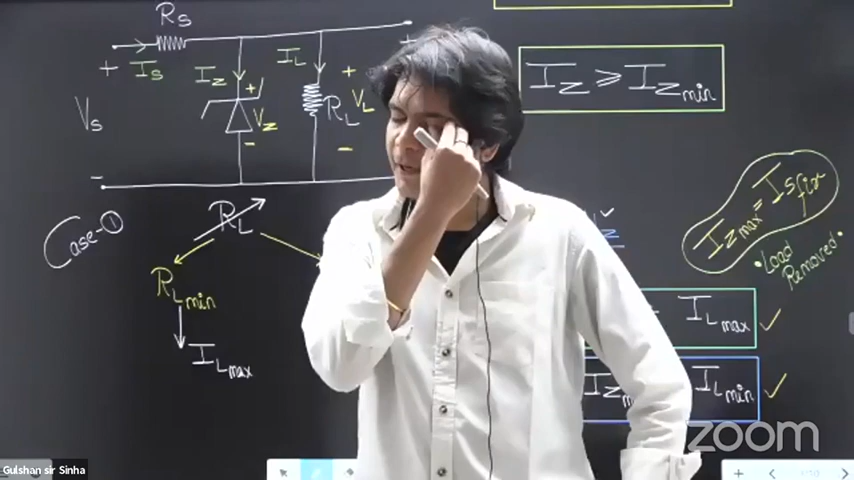 Rs
+ Is Iz + IL +
Vs Vz RL VL
-
Iz ≥ Izmin
Izmax = Isfix
• Load Removed •
Case-①
RL
RLmin
ILmax
ILmax ✓
ILmin ✓
zoom
Gulshan sir Sinha